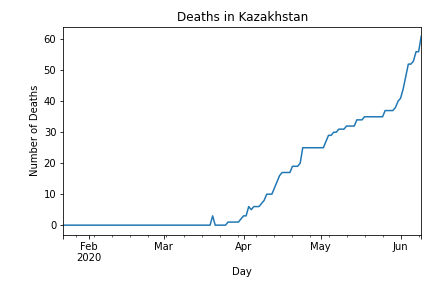 Deaths in Kazakhstan
60
50
40
30
20
10
0
Number of Deaths
Feb
2020
Mar
Apr
May
Jun
Day